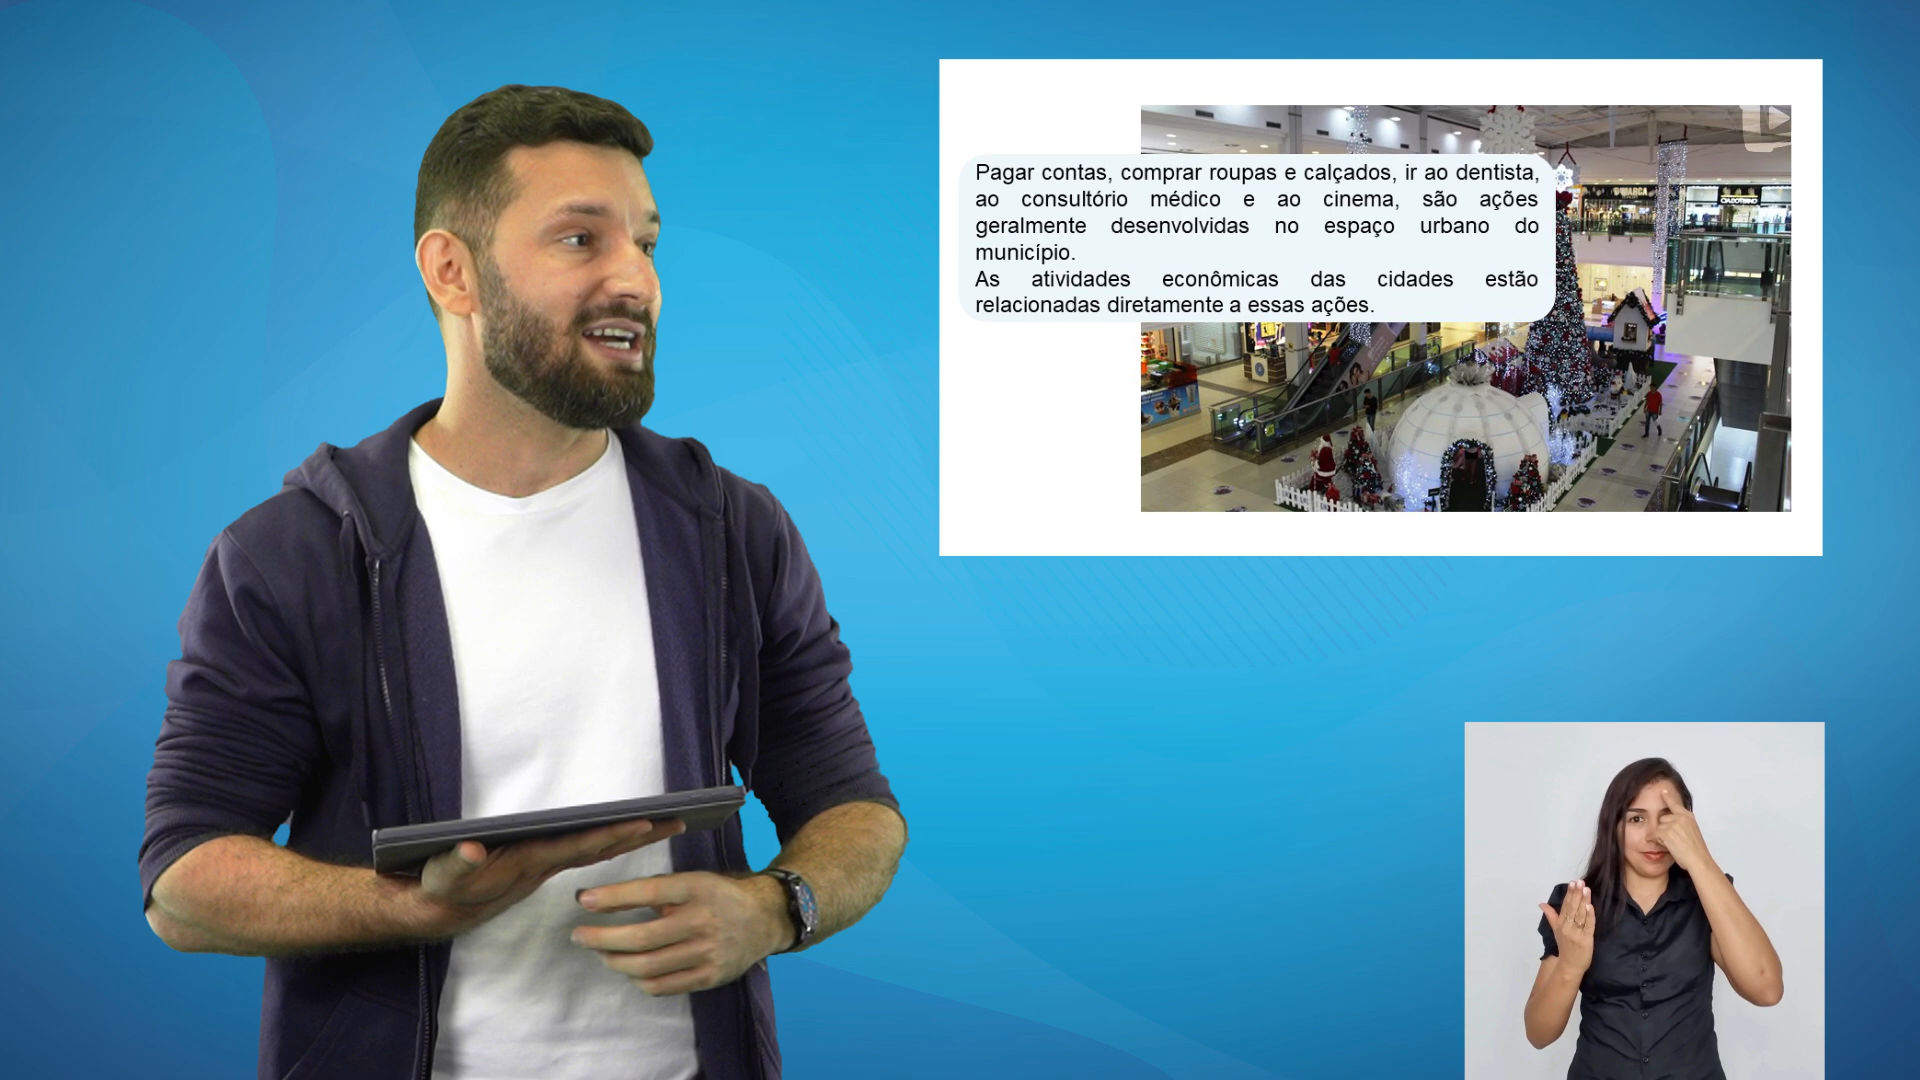 Pagar contas, comprar roupas e calçados, ir ao dentista,
ao consultório médico e ao cinema, são ações
geralmente desenvolvidas no espaço urbano do
município.
As atividades econômicas das cidades estão
relacionadas diretamente a essas ações.